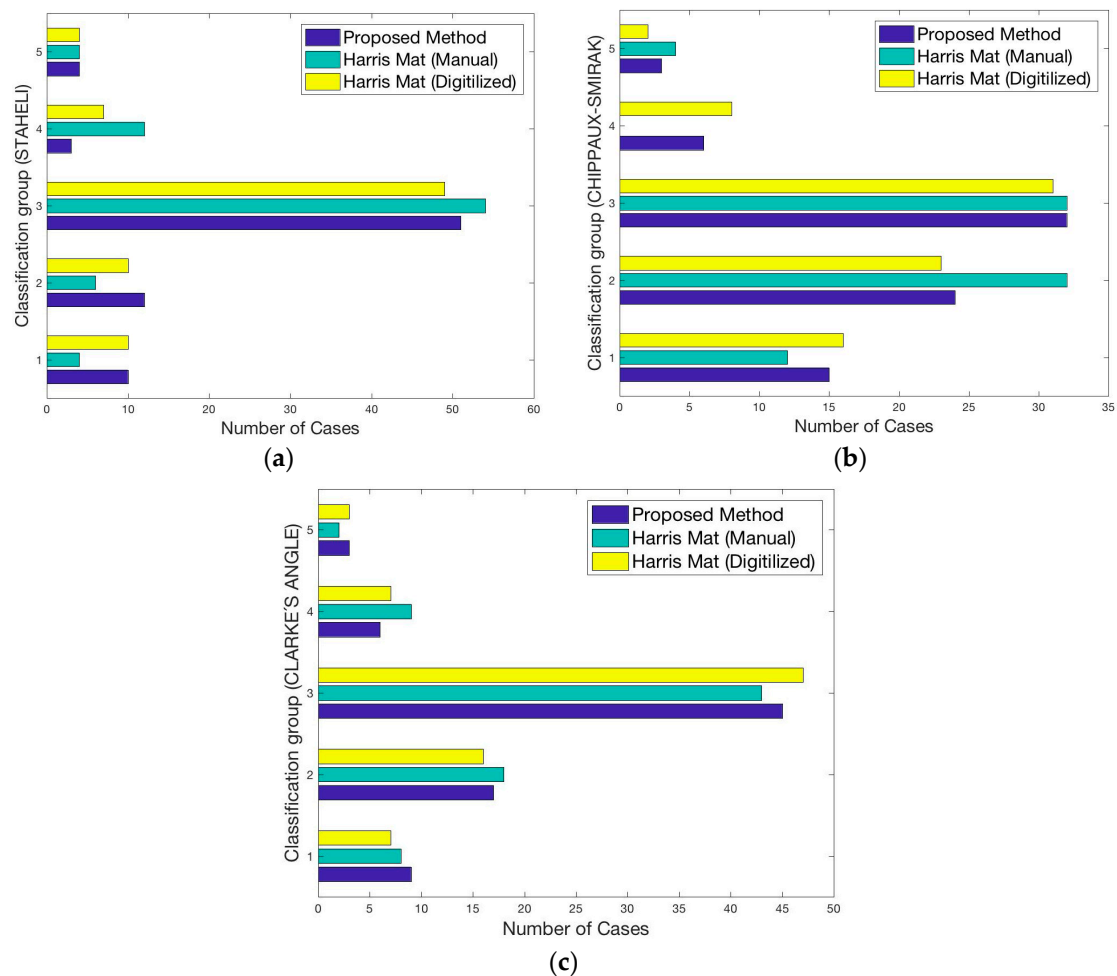 Proposed Method
Harris Mat (Manual)
Harris Mat (Digitilized)
Classification group (STAHELI)
5
4
3
2
1
0 10 20 30 40 50 60
Number of Cases
(a)
Proposed Method
Harris Mat (Manual)
Harris Mat (Digitilized)
Classification group (CHIPPAUX-SMIRAK)
5
4
3
2
1
0 5 10 15 20 25 30 35
Number of Cases
(b)
Proposed Method
Harris Mat (Manual)
Harris Mat (Digitilized)
Classification group (CLARKE'S ANGLE)
5
4
3
2
1
0 5 10 15 20 25 30 35 40 45 50
Number of Cases
(c)